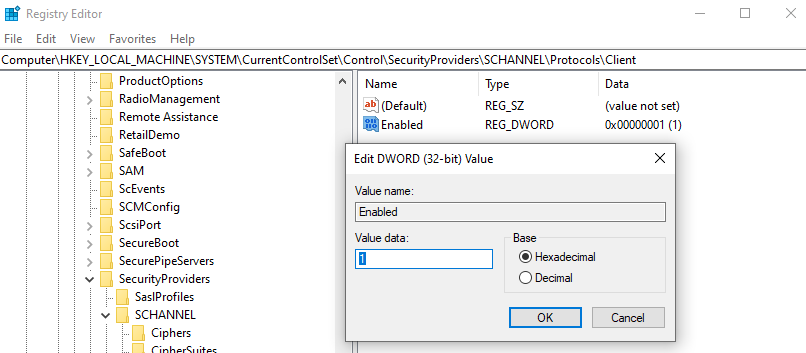 Registry Editor
File Edit View Favorites Help
Computer\HKEY_LOCAL_MACHINE\SYSTEM\CurrentControlSet\Control\SecurityProviders\SCHANNEL\Protocols\Client
ProductOptions
RadioManagement
Remote Assistance
RetailDemo
SafeBoot
SAM
ScEvents
SCMConfig
ScsiPort
SecureBoot
SecurePipeServers
SecurityProviders
SaslProfiles
SCHANNEL
Ciphers
CipherSuites
Name Type Data
ab (Default) REG_SZ (value not set)
Enabled REG_DWORD 0x00000001 (1)
Edit DWORD (32-bit) Value
Value name:
Enabled
Value data:
1
Base
Hexadecimal
Decimal
OK Cancel